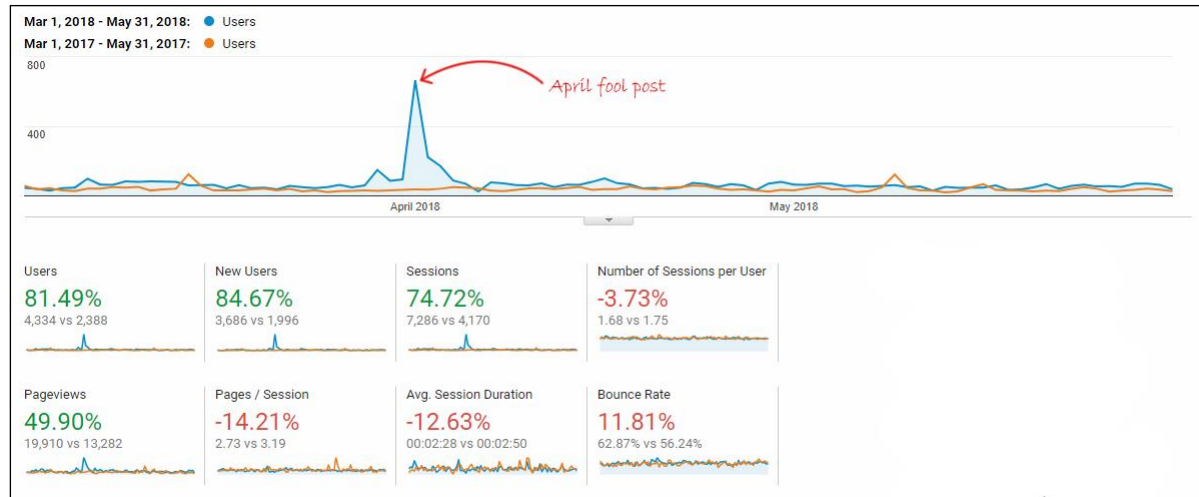 Mar 1, 2018 - May 31, 2018: Users
Mar 1, 2017 - May 31, 2017: Users
800
April fool post
400
April 2018
May 2018
Users
81.49%
4,334 vs 2,388
New Users
84.67%
3,686 vs 1,996
Sessions
74.72%
7,286 vs 4,170
Number of Sessions per User
-3.73%
1.68 vs 1.75
Pageviews
49.90%
19,910 vs 13,282
Pages / Session
-14.21%
2.73 vs 3.19
Avg. Session Duration
-12.63%
00:02:28 vs 00:02:50
Bounce Rate
11.81%
62.87% vs 56.24%